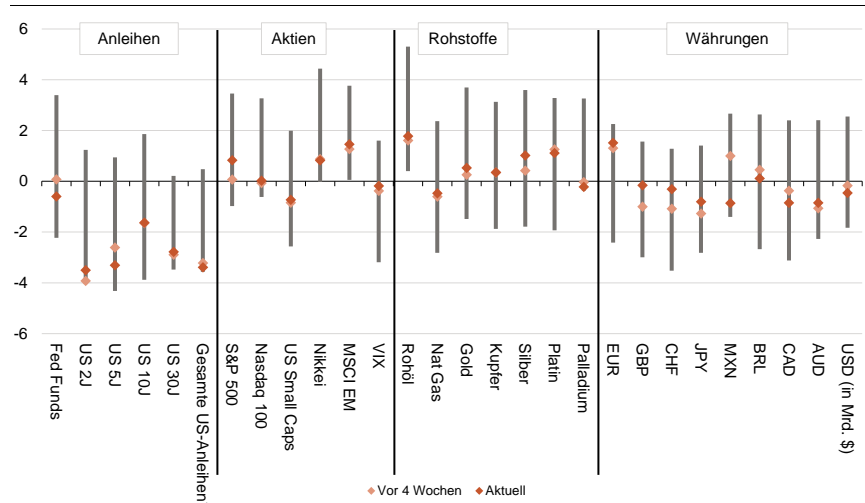 Anleihen
Aktien
Rohstoffe
Währungen
6
4
2
0
-2
-4
-6
Fed Funds
US 2J
US 5J
US 10J
US 30J
Gesamte US-Anleihen
S&P 500
Nasdaq 100
US Small Caps
Nikkei
MSCI EM
VIX
Rohöl
Nat Gas
Gold
Kupfer
Silber
Platin
Palladium
EUR
GBP
CHF
JPY
MXN
BRL
CAD
AUD
USD (in Mrd. $)
Vor 4 Wochen
Aktuell